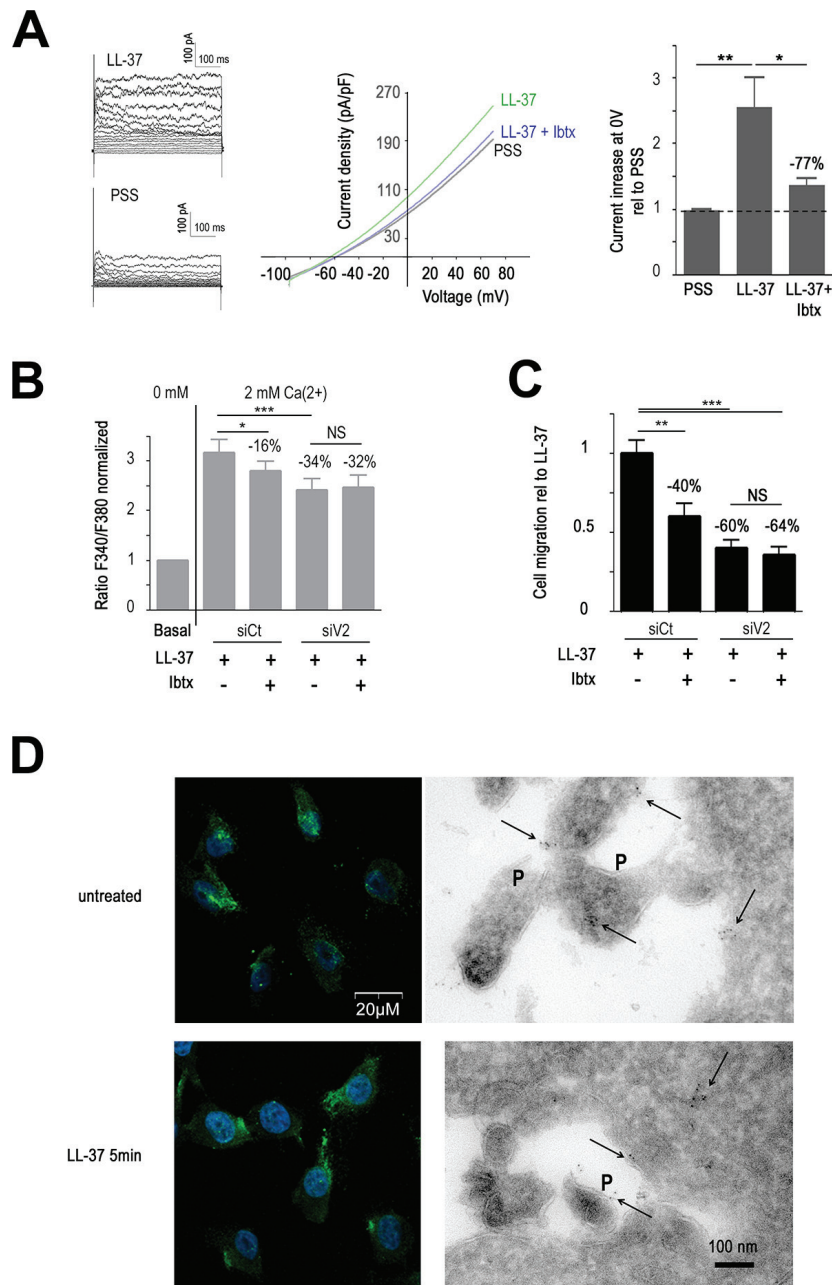 A
LL-37
100 pA
100 ms
PSS
100 pA
100 ms
Current density (pA/pF)
270
190
110
30
-100
-60
-20
20
40
60
80
Voltage (mV)
LL-37
LL-37 + Ibtx
PSS
Current inrease at 0V
rel to PSS
3
2
1
0
**
*
-77%
PSS
LL-37
LL-37+
Ibtx
B
0 mM
2 mM Ca(2+)
***
*
NS
-16%
-34%
-32%
Ratio F340/F380 normalized
3
2
1
0
Basal
siCt
siV2
LL-37 + + + +
Ibtx - + - +
C
***
**
NS
-40%
-60%
-64%
Cell migration rel to LL-37
1
0.5
0
siCt
siV2
LL-37 + + + +
Ibtx - + - +
D
untreated
20µM
P
P
LL-37 5min
P
100 nm